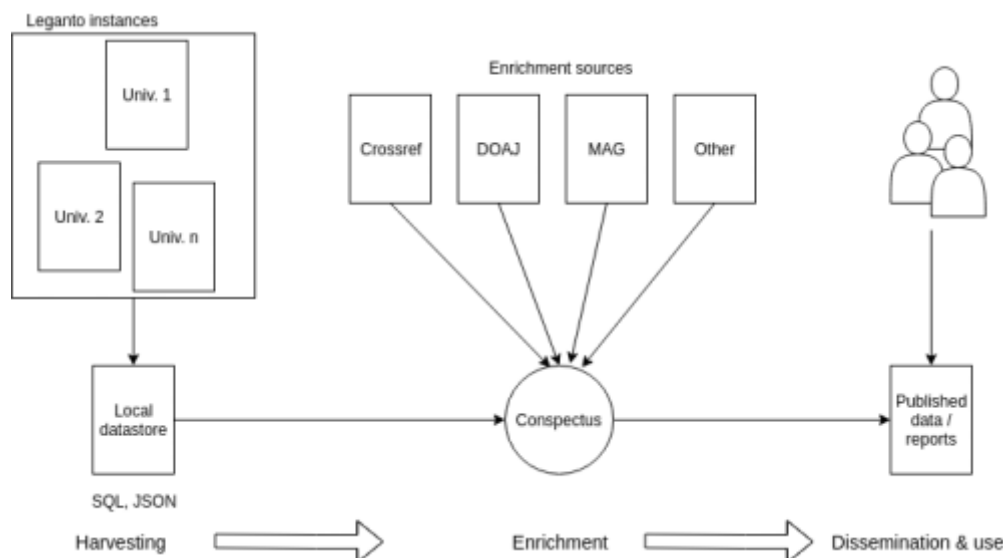 Leganto instances
Univ. 1
Univ. 2
Univ. n
Enrichment sources
Crossref
DOAJ
MAG
Other
Local
datastore
SQL, JSON
Conspectus
Published
data /
reports
Harvesting
Enrichment
Dissemination & use